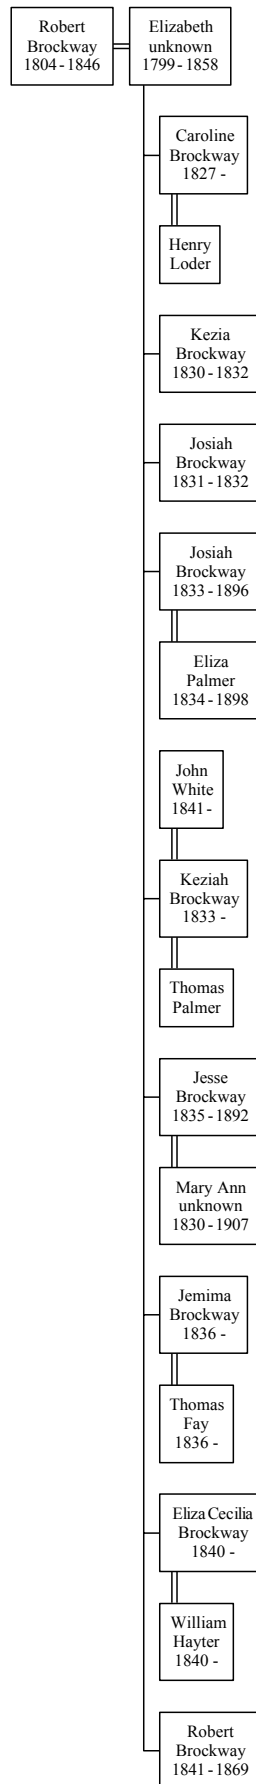 Robert
Brockway
1804 - 1846
Elizabeth
unknown
1799 - 1858
Caroline
Brockway
1827 -
Henry
Loder
Kezia
Brockway
1830 - 1832
Josiah
Brockway
1831 - 1832
Josiah
Brockway
1833 - 1896
Eliza
Palmer
1834 - 1898
John
White
1841 -
Keziah
Brockway
1833 -
Thomas
Palmer
Jesse
Brockway
1835 - 1892
Mary Ann
unknown
1830 - 1907
Jemima
Brockway
1836 -
Thomas
Fay
1836 -
Eliza Cecilia
Brockway
1840 -
William
Hayter
1840 -
Robert
Brockway
1841 - 1869